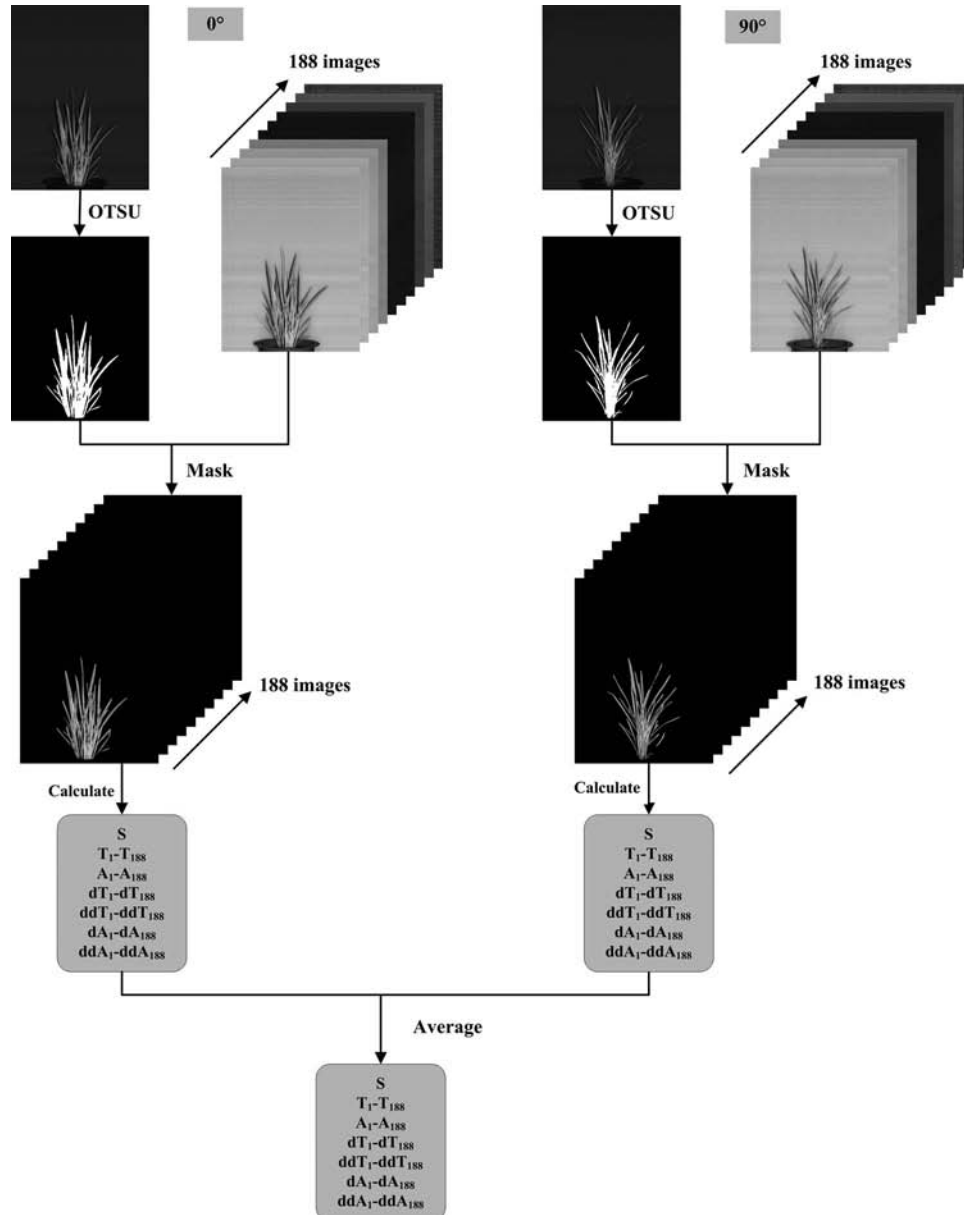 0°
90°
188 images
188 images
OTSU
OTSU
Mask
Mask
188 images
188 images
Calculate
Calculate
S
T₁-T₁₈₈
A₁-A₁₈₈
dT₁-dT₁₈₈
ddT₁-ddT₁₈₈
dA₁-dA₁₈₈
ddA₁-ddA₁₈₈
S
T₁-T₁₈₈
A₁-A₁₈₈
dT₁-dT₁₈₈
ddT₁-ddT₁₈₈
dA₁-dA₁₈₈
ddA₁-ddA₁₈₈
Average
S
T₁-T₁₈₈
A₁-A₁₈₈
dT₁-dT₁₈₈
ddT₁-ddT₁₈₈
dA₁-dA₁₈₈
ddA₁-ddA₁₈₈